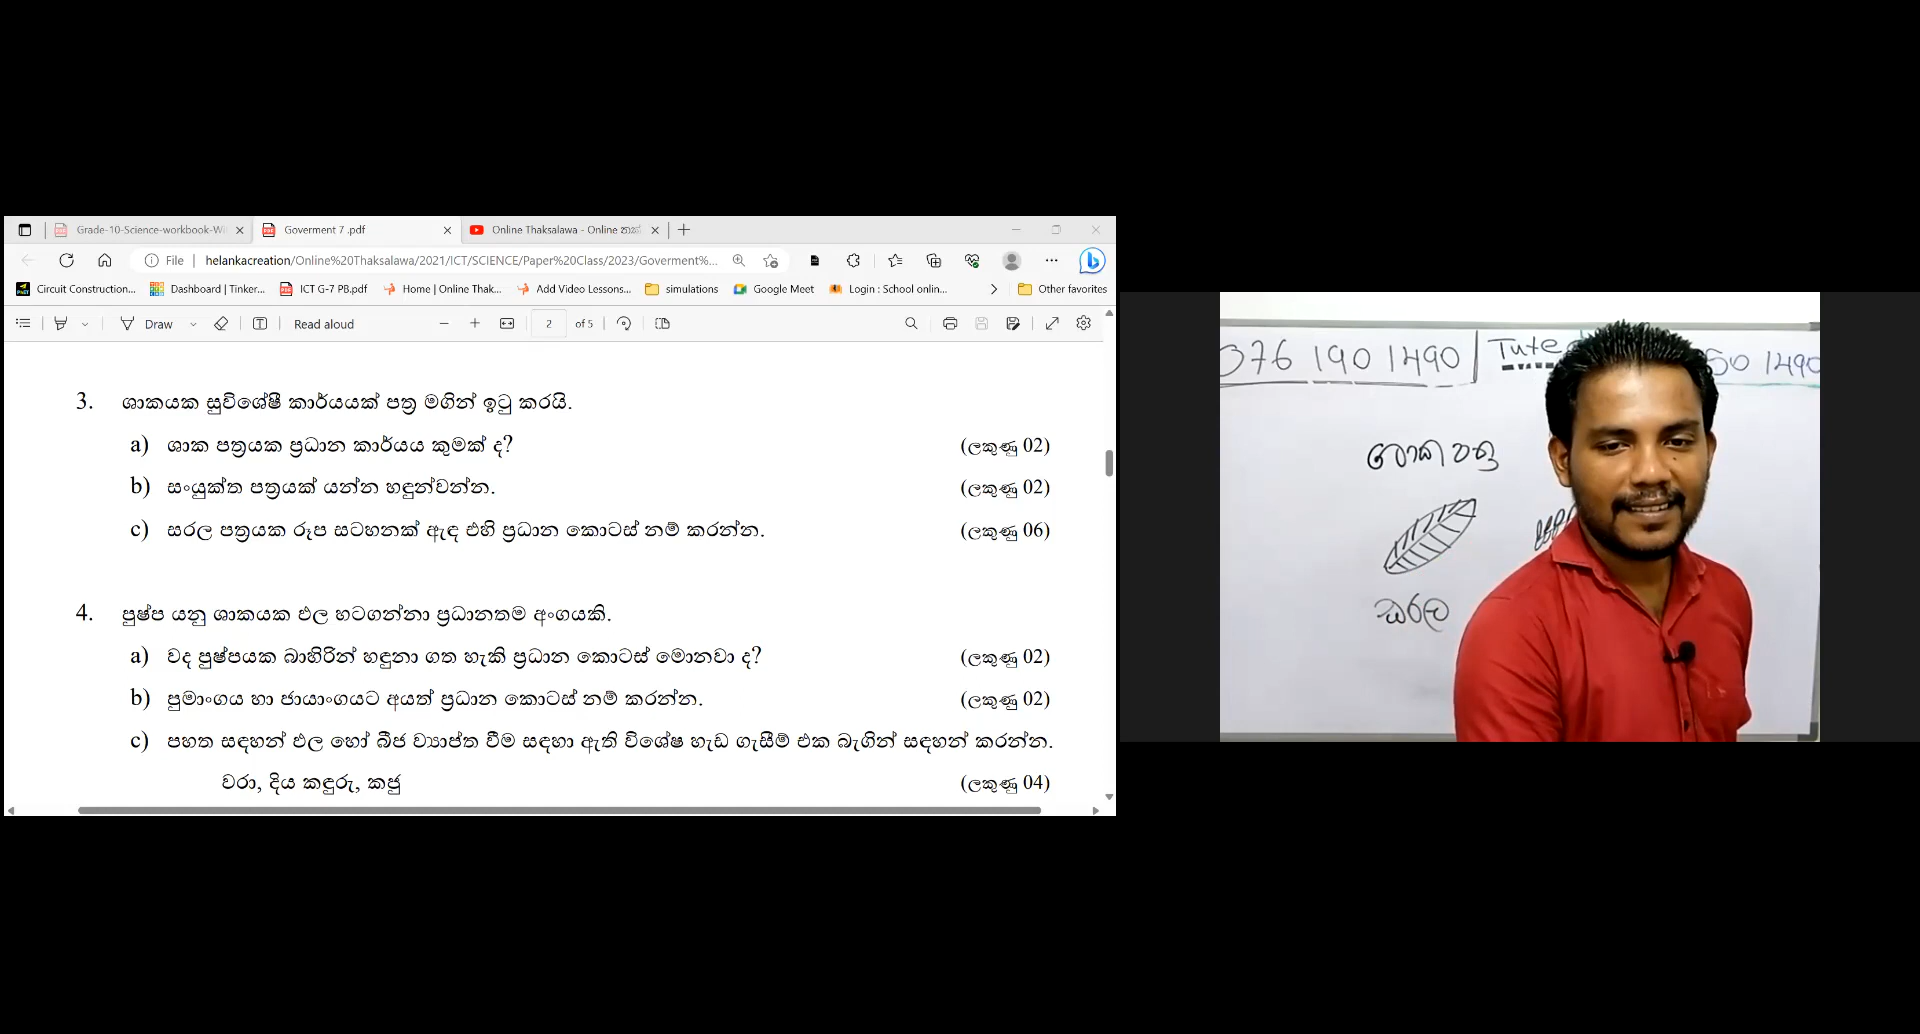 Grade-10-Science-workbook-Wi
Goverment 7 .pdf
Online Thaksalawa - Online
File
helankacreation/Online%20Thaksalawa/2021/ICT/SCIENCE/Paper%20Class/2023/Goverment%...
Circuit Construction...
Dashboard | Tinker...
ICT G-7 PB.pdf
Home | Online Thak...
Add Video Lessons...
simulations
Google Meet
Login : School onlin...
Other favorites
Draw
Read aloud
2 of 5
3. ශාකයක සුවිශේෂී කාර්යයක් පත්‍ර මගින් ඉටු කරයි.
a) ශාක පත්‍රයක ප්‍රධාන කාර්යය කුමක් ද? (ලකුණු 02)
b) සංයුක්ත පත්‍රයක් යන්න හඳුන්වන්න. (ලකුණු 02)
c) සරල පත්‍රයක රූප සටහනක් ඇඳ එහි ප්‍රධාන කොටස් නම් කරන්න. (ලකුණු 06)
4. පුෂ්ප යනු ශාකයක ඵල හටගන්නා ප්‍රධානතම අංගයකි.
a) වද පුෂ්පයක බාහිරින් හඳුනා ගත හැකි ප්‍රධාන කොටස් මොනවා ද? (ලකුණු 02)
b) පුමාංගය හා ජායාංගයට අයත් ප්‍රධාන කොටස් නම් කරන්න. (ලකුණු 02)
c) පහත සඳහන් ඵල හෝ බීජ ව්‍යාප්ත වීම සඳහා ඇති විශේෂ හැඩ ගැසීම් එක බැගින් සඳහන් කරන්න.
වරා, දිය කඳුරු, කජු (ලකුණු 04)
076 190 1490
Tute
50 1490
ශාක පත්‍ර
සරල